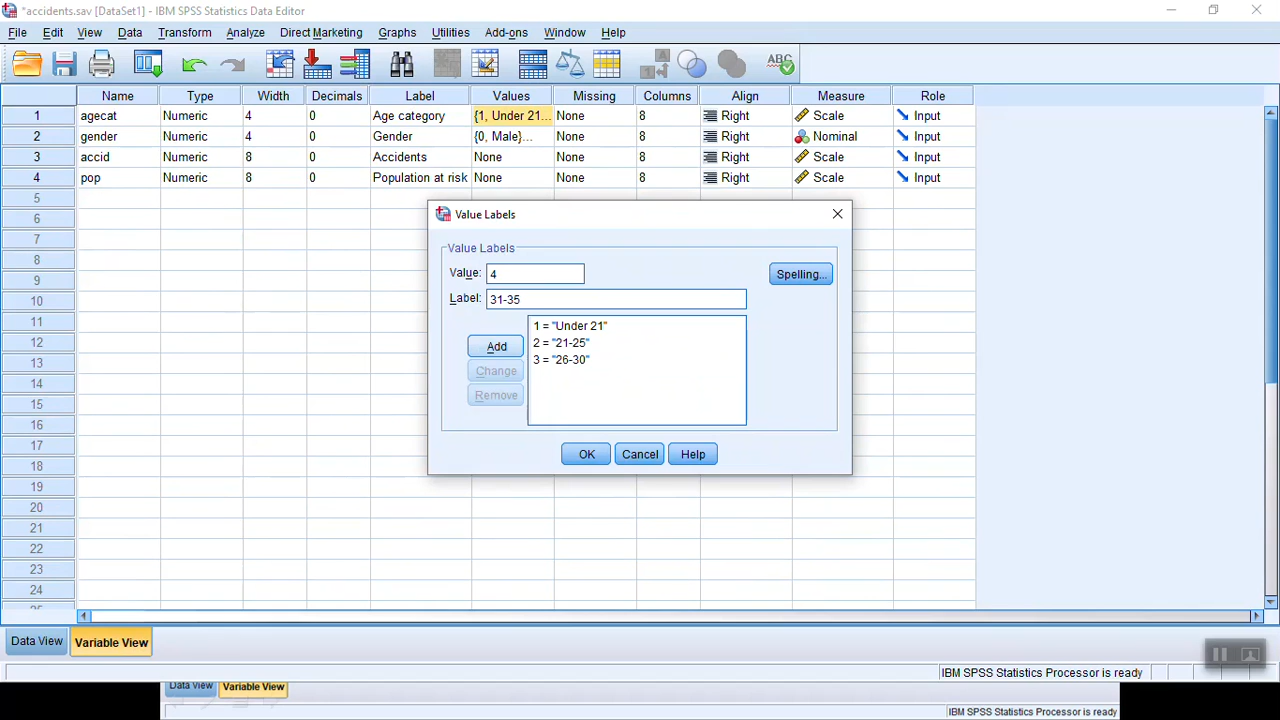 *accidents.sav [DataSet1] - IBM SPSS Statistics Data Editor
File Edit View Data Transform Analyze Direct Marketing Graphs Utilities Add-ons Window Help
ABC
Name Type Width Decimals Label Values Missing Columns Align Measure Role
1 agecat Numeric 4 0 Age category {1, Under 21... None 8 Right Scale Input
2 gender Numeric 4 0 Gender {0, Male}... None 8 Right Nominal Input
3 accid Numeric 8 0 Accidents None None 8 Right Scale Input
4 pop Numeric 8 0 Population at risk None None 8 Right Scale Input
5
6
7
8
9
10
11
12
13
14
15
16
17
18
19
20
21
22
23
24
Value Labels
Value Labels
Value: 4
Spelling...
Label: 31-35
1 = "Under 21"
2 = "21-25"
3 = "26-30"
Add
Change
Remove
OK Cancel Help
Data View Variable View
IBM SPSS Statistics Processor is ready
Data View Variable View
IBM SPSS Statistics Processor is ready